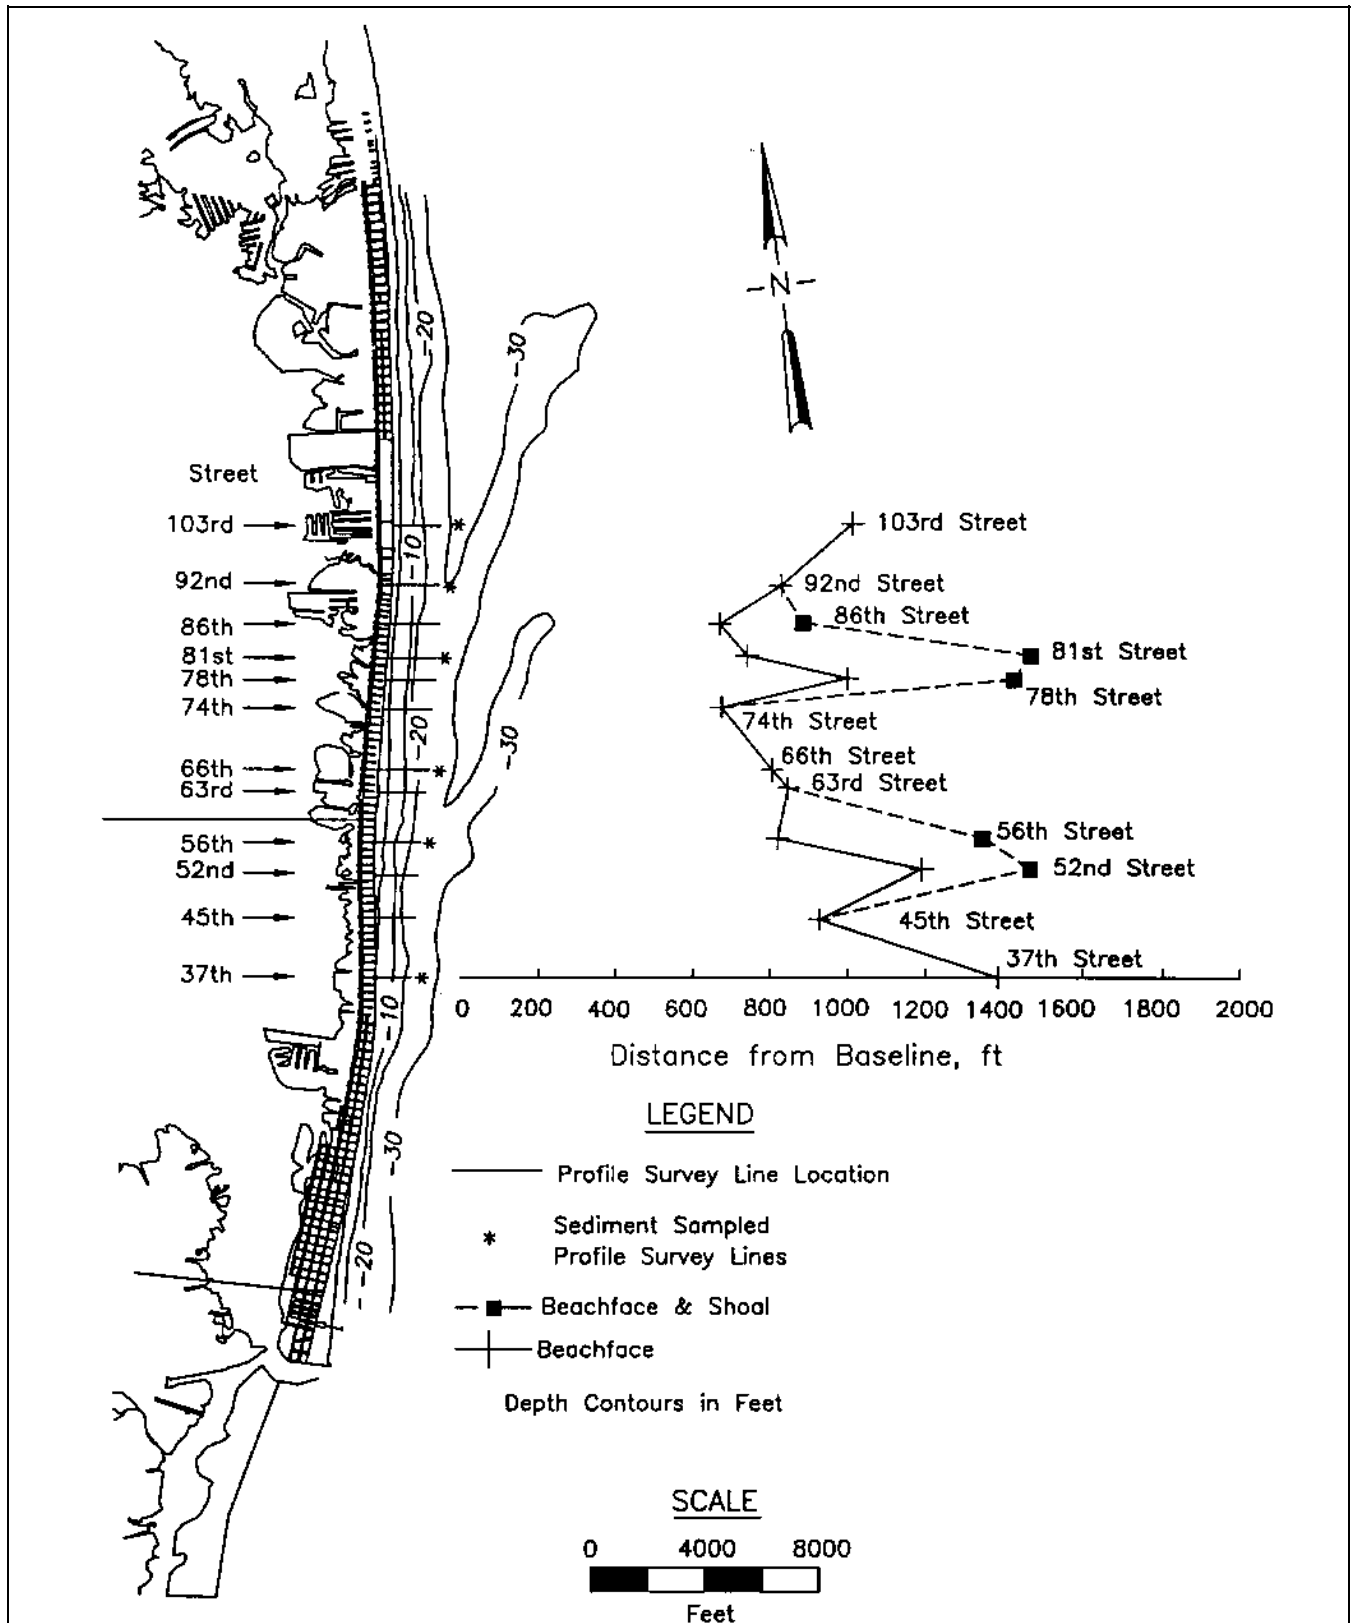 N
-20
-30
Street
103rd
103rd Street
-10
92nd
92nd Street
86th
86th Street
81st
81st Street
78th
78th Street
74th
74th Street
-20
-30
66th
66th Street
63rd
63rd Street
56th
56th Street
52nd
52nd Street
45th
45th Street
37th
37th Street
-10
0 200 400 600 800 1000 1200 1400 1600 1800 2000
Distance from Baseline, ft
LEGEND
-30
Profile Survey Line Location
Sediment Sampled
Profile Survey Lines
-20
Beachface & Shoal
Beachface
Depth Contours in Feet
SCALE
0 4000 8000
Feet